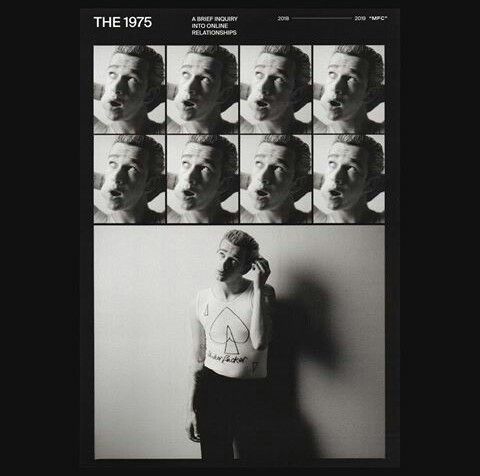 THE 1975
A BRIEF INQUIRY
INTO ONLINE
RELATIONSHIPS
2018
2019 "MFC"